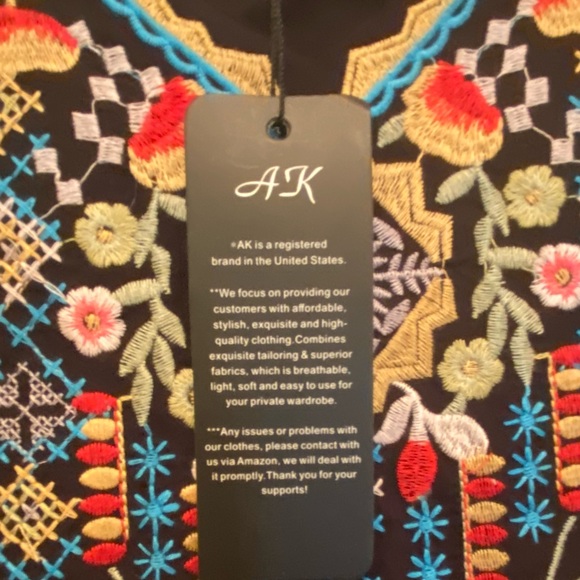 AK
*AK is a registered
brand in the United States.
**We focus on providing our
customers with affordable,
stylish, exquisite and high-
quality clothing.Combines
exquisite tailoring & superior
fabrics, which is breathable,
light, soft and easy to use for
your private wardrobe.
***Any issues or problems with
our clothes, please contact with
us via Amazon, we will deal with
it promptly.Thank you for your
supports!